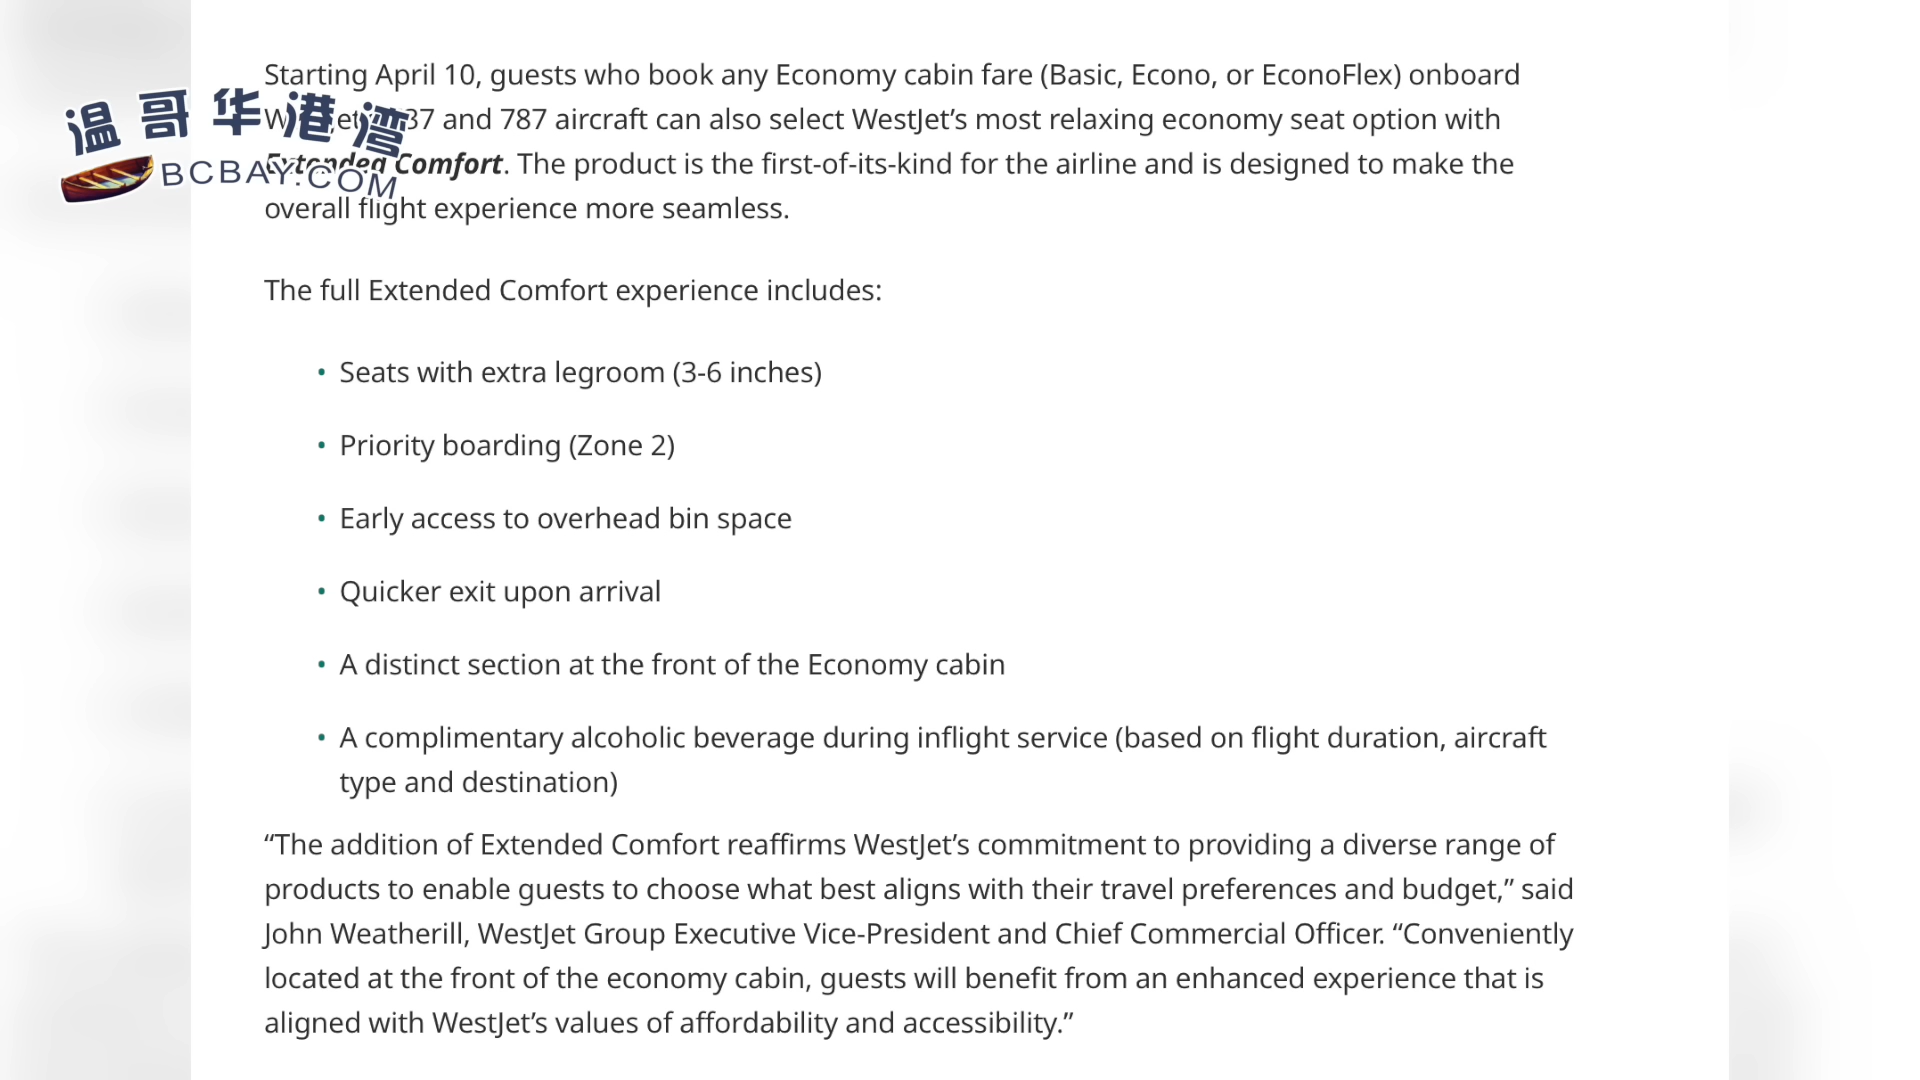 Starting April 10, guests who book any Economy cabin fare (Basic, Econo, or EconoFlex) onboard
37 and 787 aircraft can also select WestJet’s most relaxing economy seat option with
Extended Comfort. The product is the first-of-its-kind for the airline and is designed to make the
overall flight experience more seamless.
温哥华港湾
BCBAY.COM
The full Extended Comfort experience includes:
• Seats with extra legroom (3-6 inches)
• Priority boarding (Zone 2)
• Early access to overhead bin space
• Quicker exit upon arrival
• A distinct section at the front of the Economy cabin
• A complimentary alcoholic beverage during inflight service (based on flight duration, aircraft
type and destination)
“The addition of Extended Comfort reaffirms WestJet’s commitment to providing a diverse range of
products to enable guests to choose what best aligns with their travel preferences and budget,” said
John Weatherill, WestJet Group Executive Vice-President and Chief Commercial Officer. “Conveniently
located at the front of the economy cabin, guests will benefit from an enhanced experience that is
aligned with WestJet’s values of affordability and accessibility.”